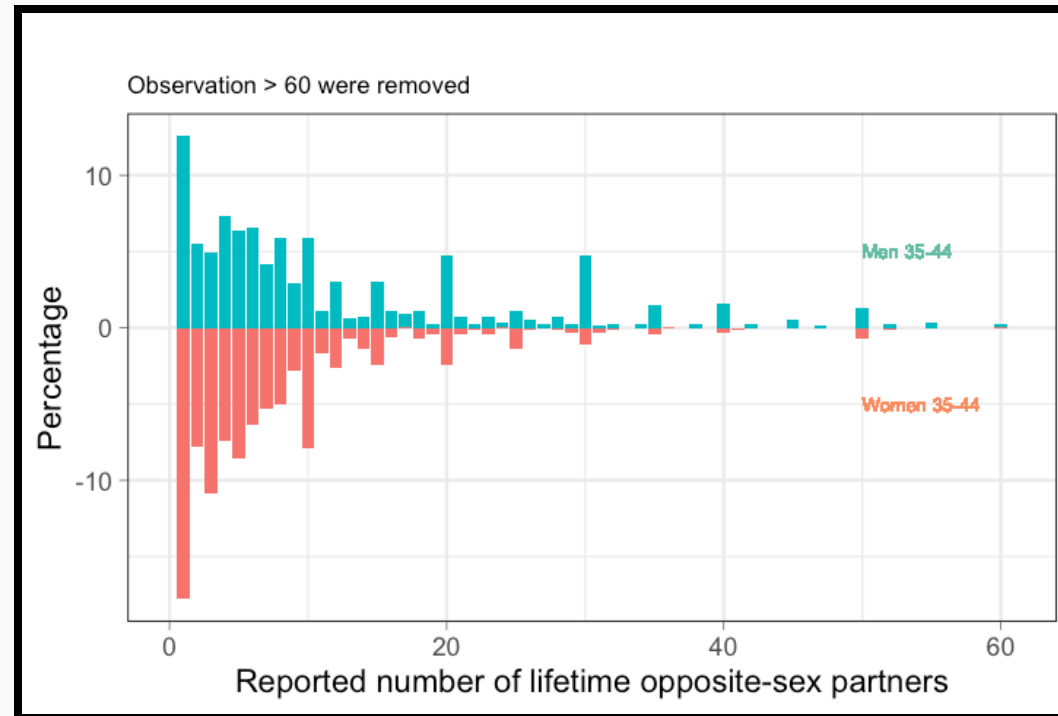 Observation > 60 were removed
Percentage
10
0
-10
Men 35-44
Women 35-44
0 20 40 60
Reported number of lifetime opposite-sex partners